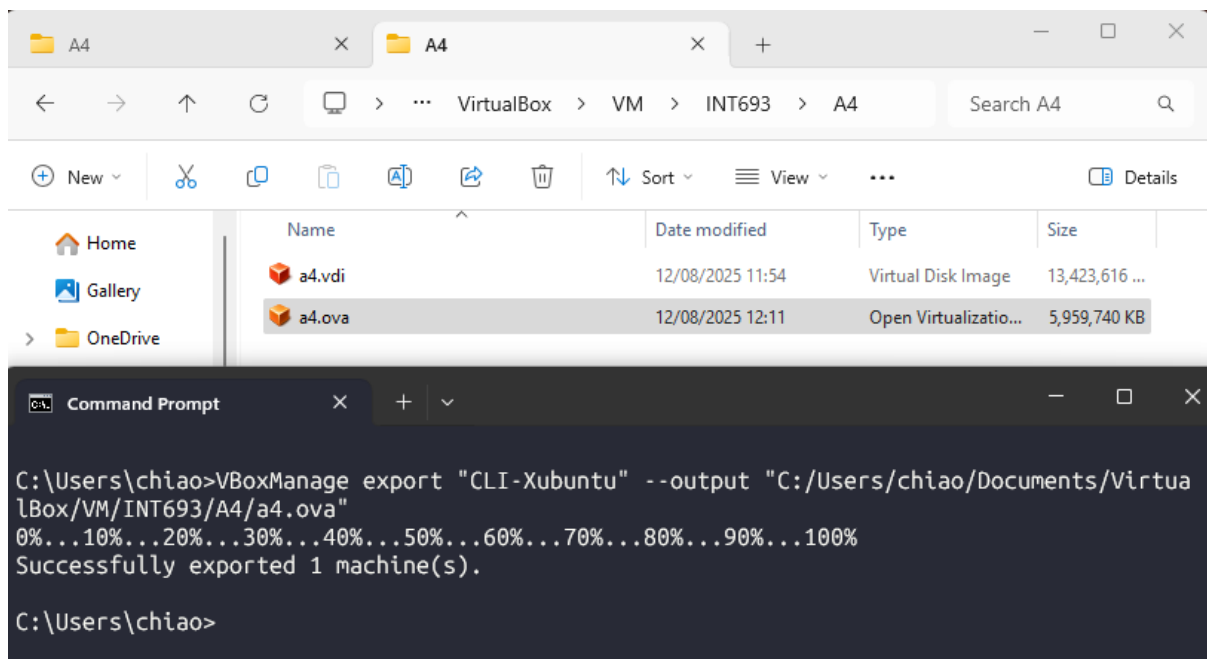 A4
A4
··· VirtualBox > VM > INT693 > A4
Search A4
New
Sort
View
···
Details
Home
Gallery
OneDrive
Name Date modified Type Size
a4.vdi 12/08/2025 11:54 Virtual Disk Image 13,423,616 ...
a4.ova 12/08/2025 12:11 Open Virtualizatio... 5,959,740 KB
Command Prompt
C:\Users\chiao>VBoxManage export "CLI-Xubuntu" --output "C:/Users/chiao/Documents/Virtua
lBox/VM/INT693/A4/a4.ova"
0%...10%...20%...30%...40%...50%...60%...70%...80%...90%...100%
Successfully exported 1 machine(s).
C:\Users\chiao>